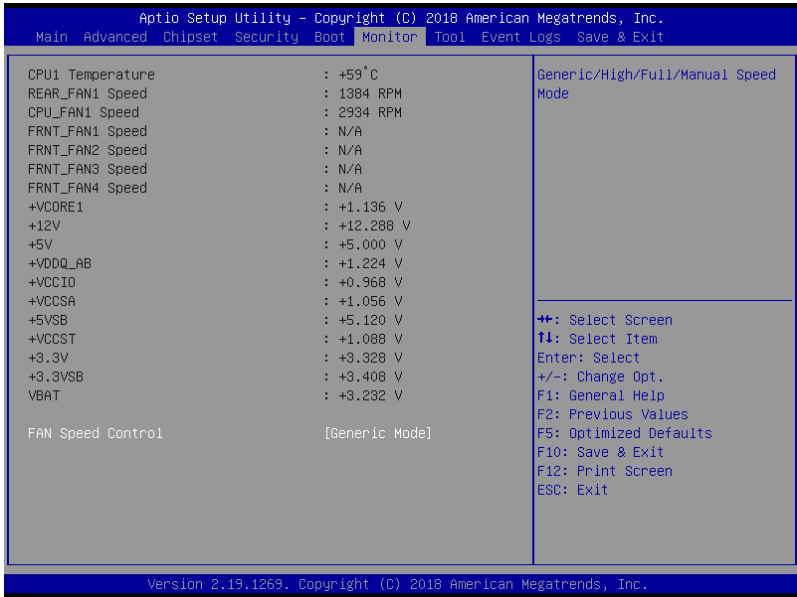 Aptio Setup Utility – Copyright (C) 2018 American Megatrends, Inc.
Main Advanced Chipset Security Boot Monitor Tool Event Logs Save & Exit
CPU1 Temperature : +59°C
REAR_FAN1 Speed : 1384 RPM
CPU_FAN1 Speed : 2934 RPM
FRNT_FAN1 Speed : N/A
FRNT_FAN2 Speed : N/A
FRNT_FAN3 Speed : N/A
FRNT_FAN4 Speed : N/A
+VCORE1 : +1.136 V
+12V : +12.288 V
+5V : +5.000 V
+VDDQ_AB : +1.224 V
+VCCIO : +0.968 V
+VCCSA : +1.056 V
+5VSB : +5.120 V
+VCCST : +1.088 V
+3.3V : +3.328 V
+3.3VSB : +3.408 V
VBAT : +3.232 V
FAN Speed Control [Generic Mode]
Generic/High/Full/Manual Speed
Mode
→←: Select Screen
↑↓: Select Item
Enter: Select
+/-: Change Opt.
F1: General Help
F2: Previous Values
F5: Optimized Defaults
F10: Save & Exit
F12: Print Screen
ESC: Exit
Version 2.19.1269. Copyright (C) 2018 American Megatrends, Inc.